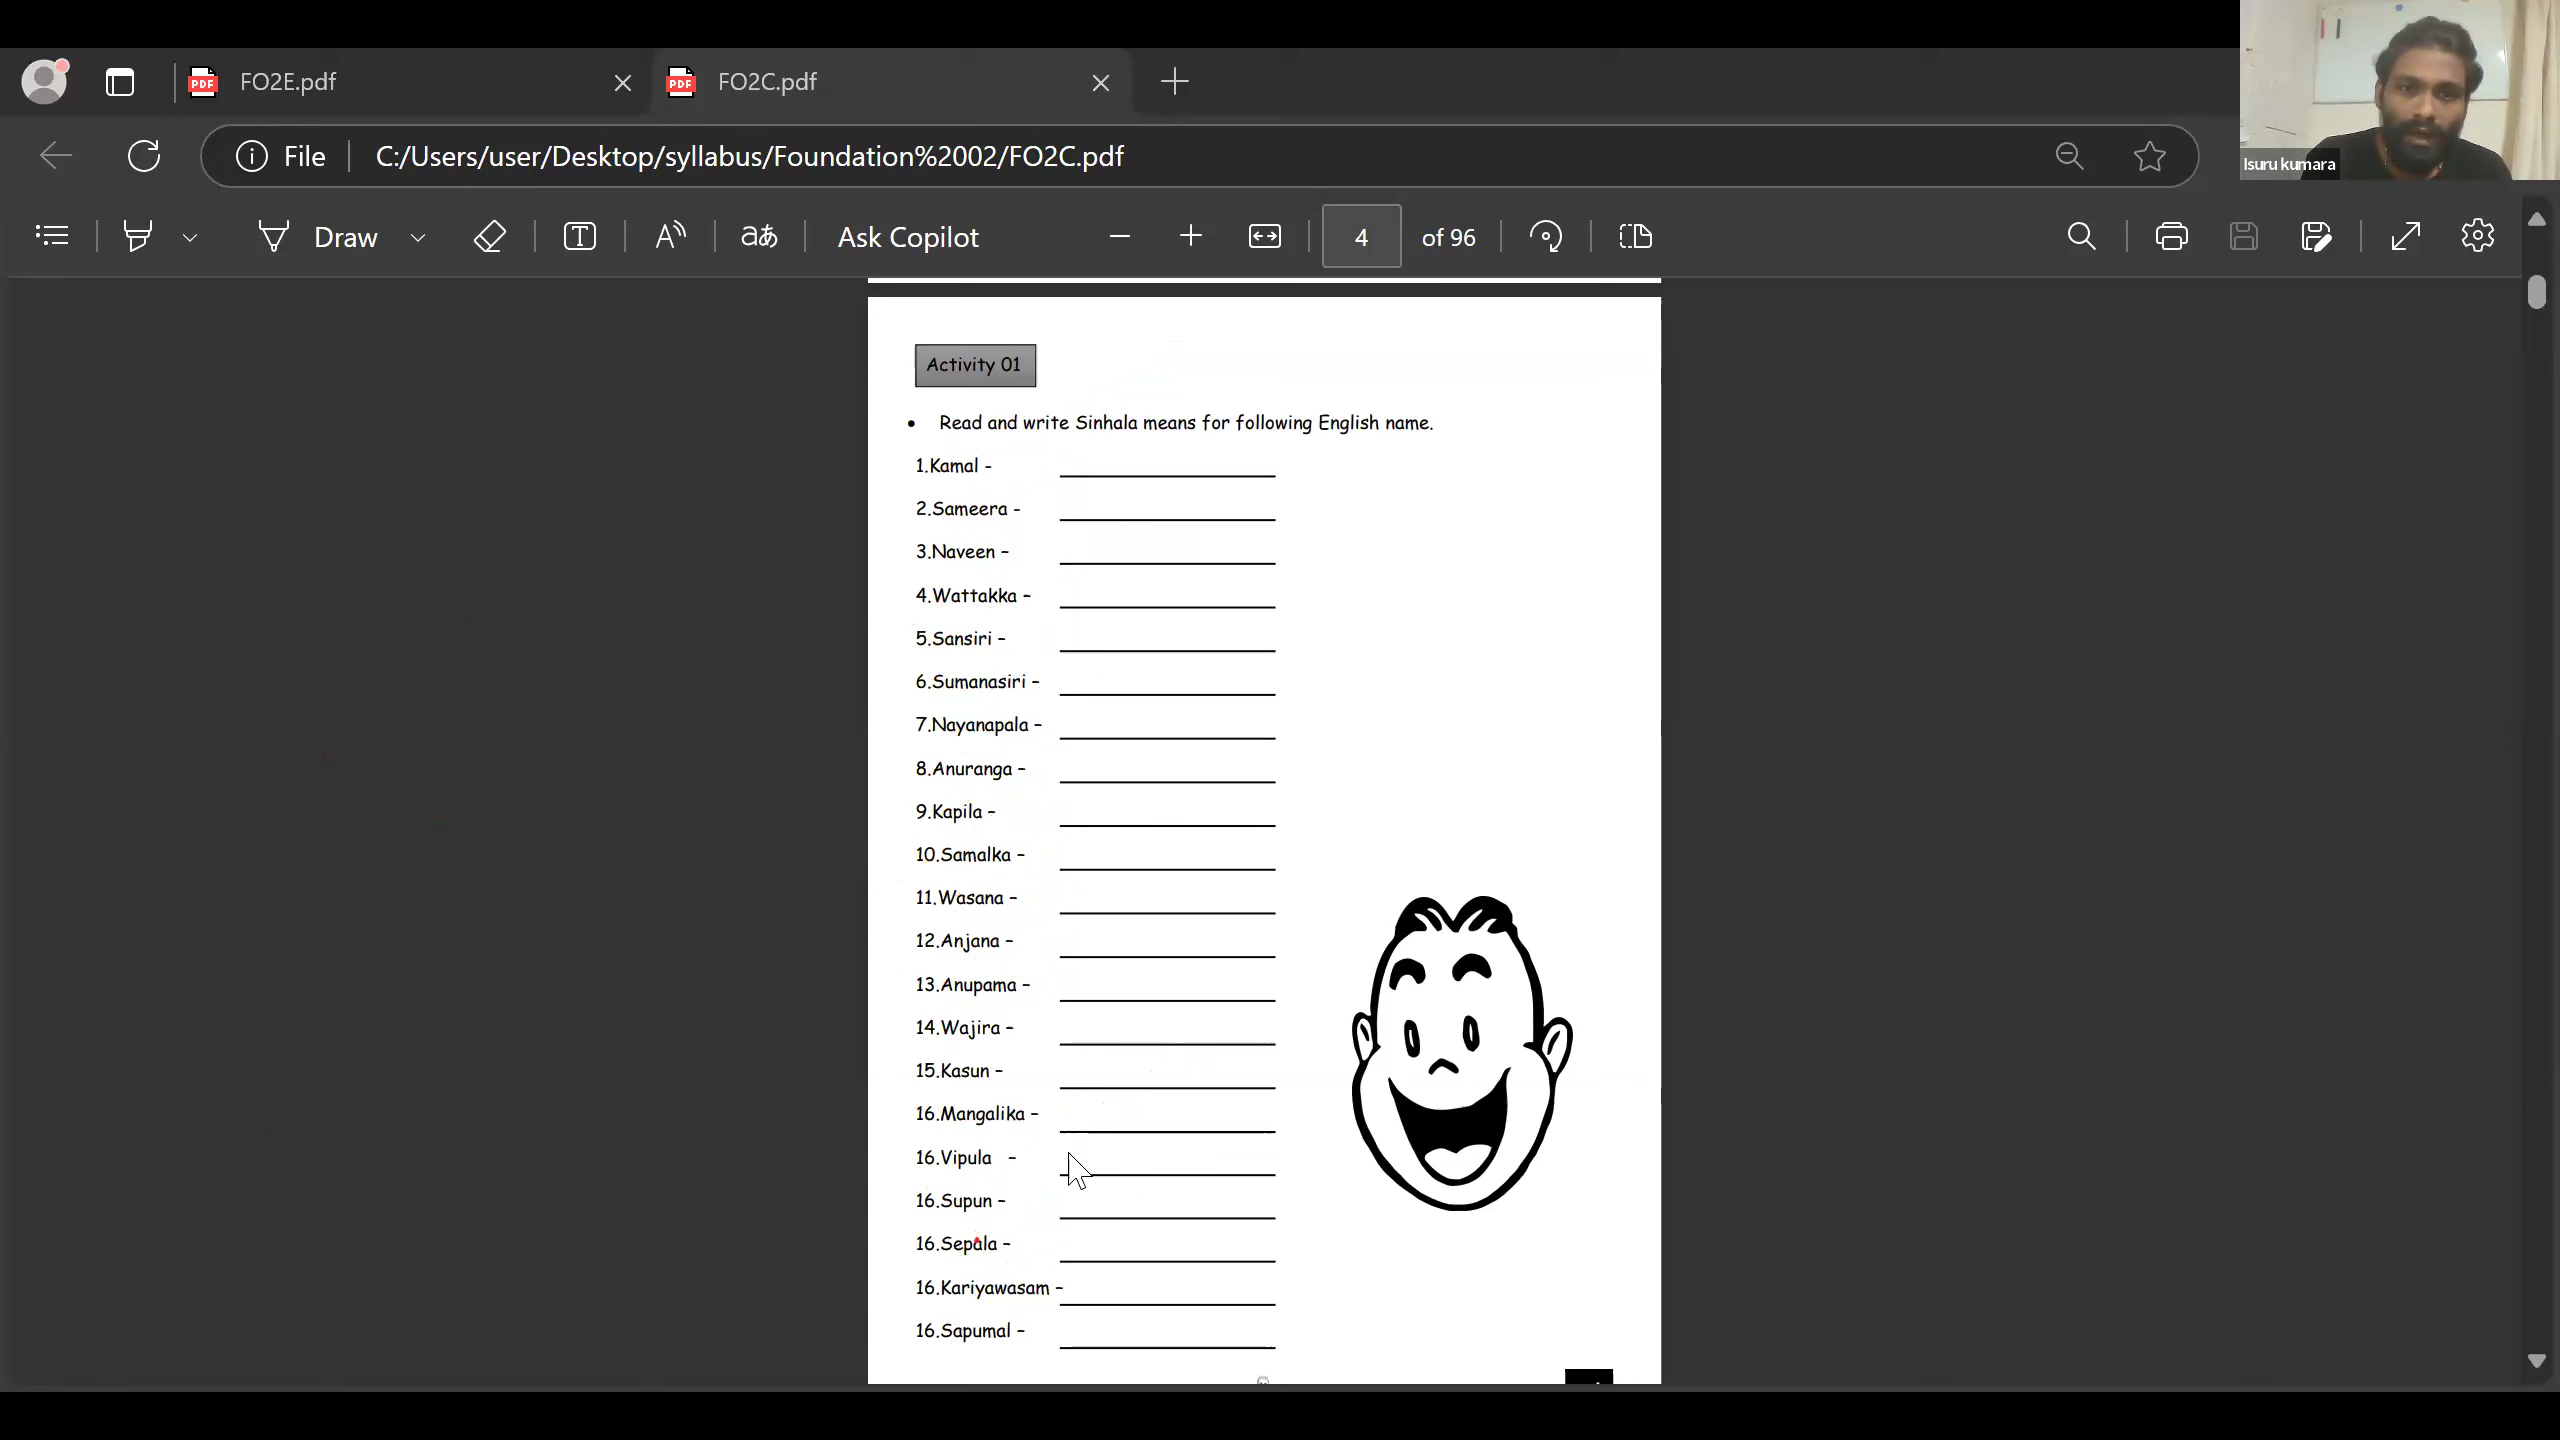 FO2E.pdf
FO2C.pdf
File
C:/Users/user/Desktop/syllabus/Foundation%2002/FO2C.pdf
Isuru kumara
Draw
aあ
Ask Copilot
4 of 96
Activity 01
• Read and write Sinhala means for following English name.
1.Kamal -
2.Sameera -
3.Naveen –
4.Wattakka –
5.Sansiri –
6.Sumanasiri –
7.Nayanapala –
8.Anuranga –
9.Kapila –
10.Samalka –
11.Wasana –
12.Anjana –
13.Anupama –
14.Wajira –
15.Kasun –
16.Mangalika –
16.Vipula –
16.Supun –
16.Sepala –
16.Kariyawasam –
16.Sapumal –